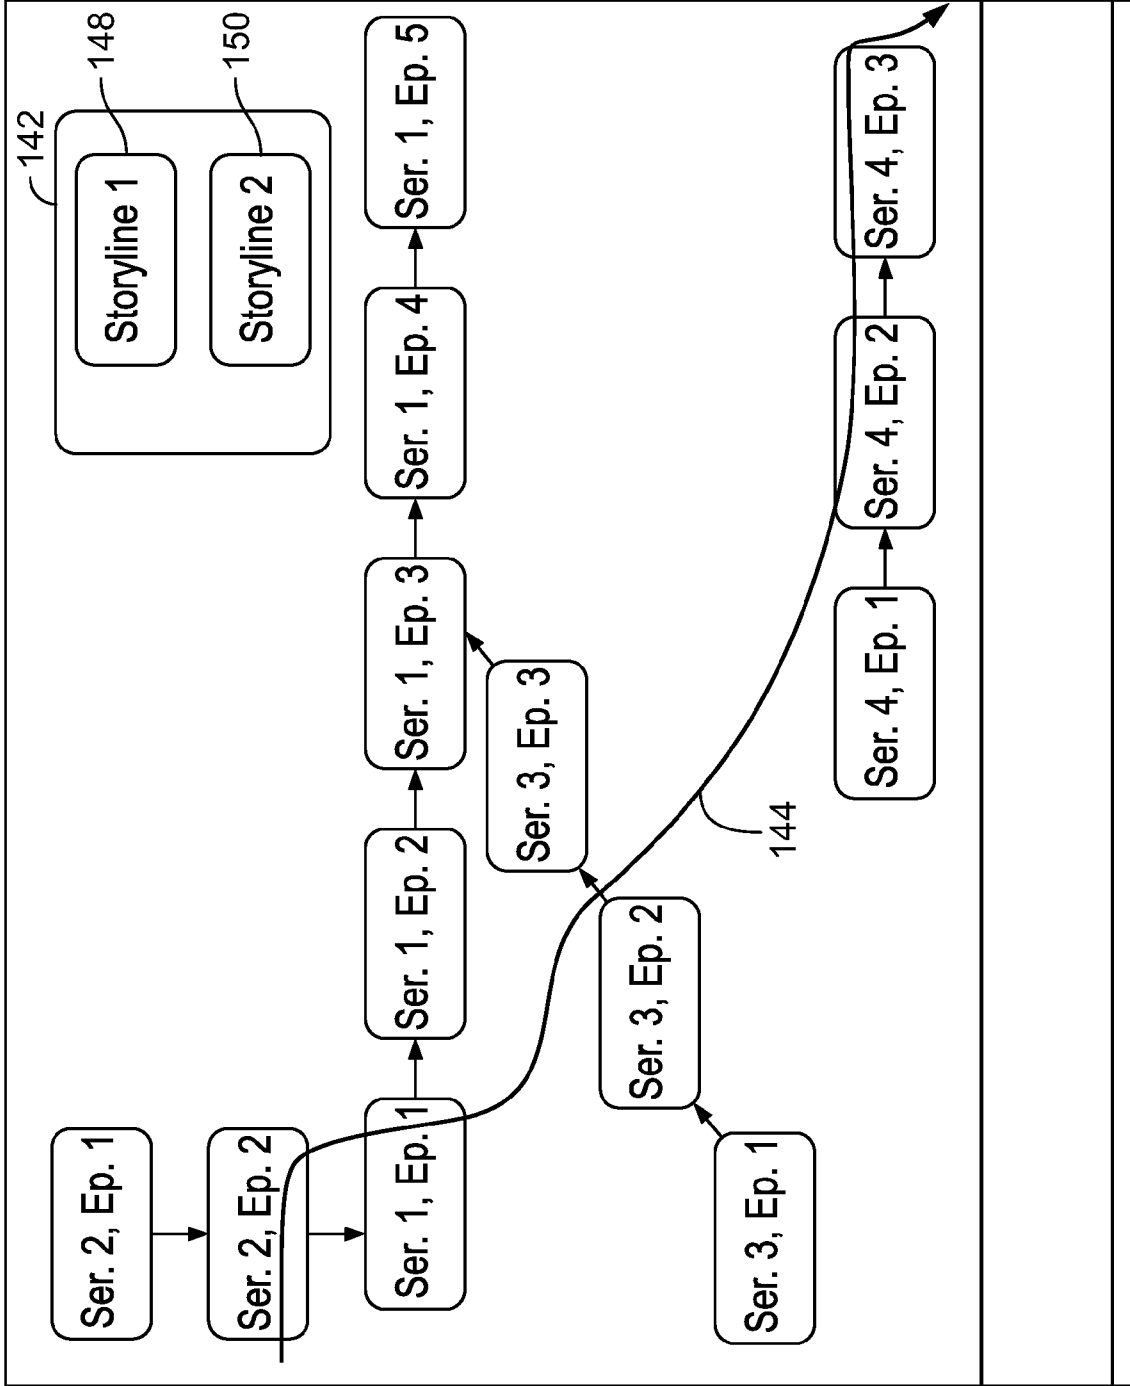 142
148
150
Storyline 1
Storyline 2
Ser. 2, Ep. 1
Ser. 2, Ep. 2
Ser. 1, Ep. 1
Ser. 1, Ep. 2
Ser. 1, Ep. 3
Ser. 1, Ep. 4
Ser. 1, Ep. 5
Ser. 3, Ep. 1
Ser. 3, Ep. 2
Ser. 3, Ep. 3
144
Ser. 4, Ep. 1
Ser. 4, Ep. 2
Ser. 4, Ep. 3